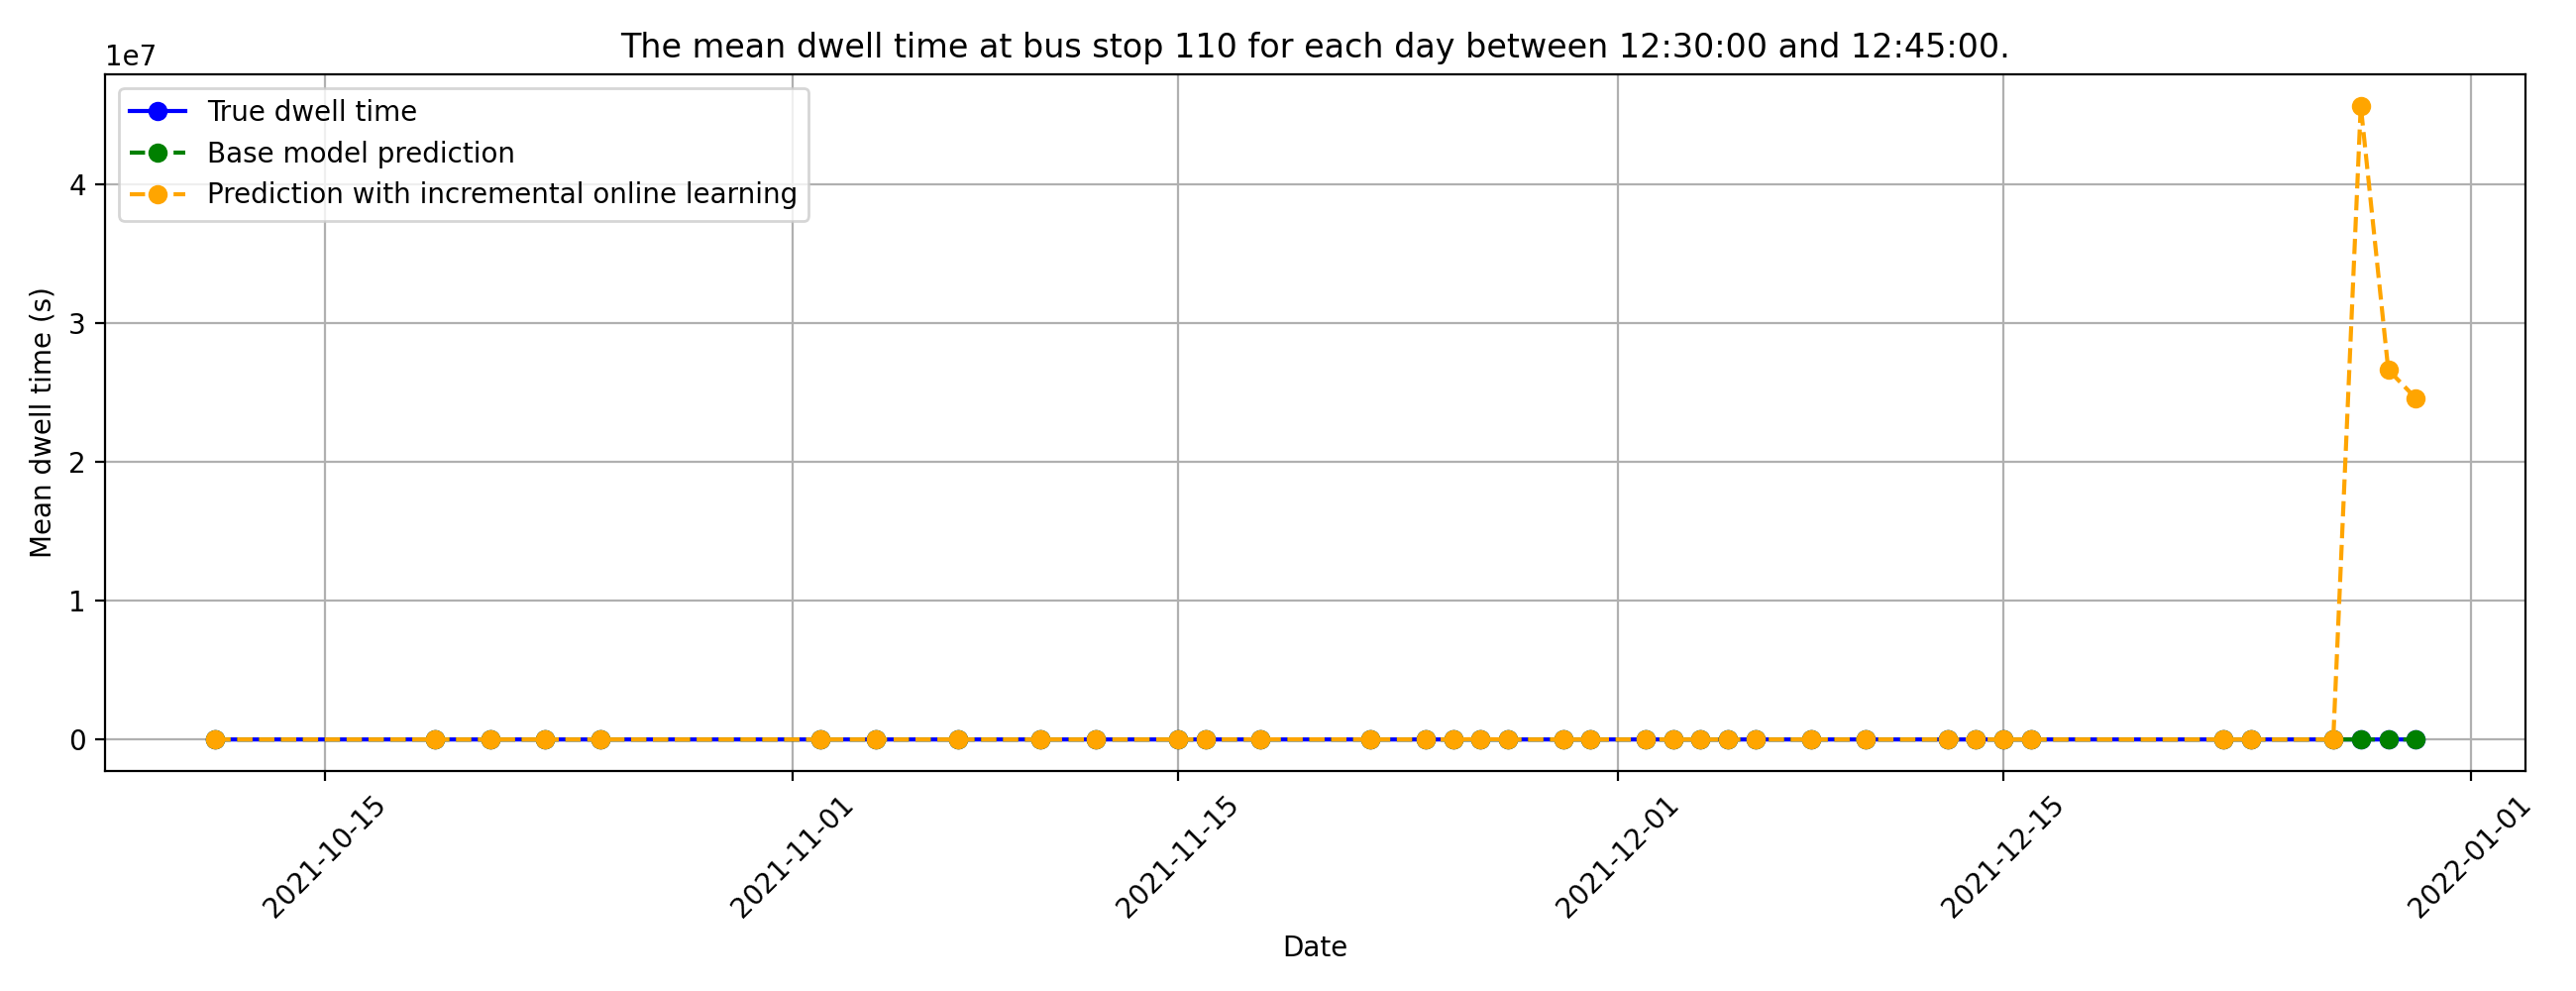 The mean dwell time at bus stop 110 for each day between 12:30:00 and 12:45:00.
1e7
True dwell time
Base model prediction
Prediction with incremental online learning
4
3
2
1
0
Mean dwell time (s)
2021-10-15
2021-11-01
2021-11-15
2021-12-01
2021-12-15
2022-01-01
Date